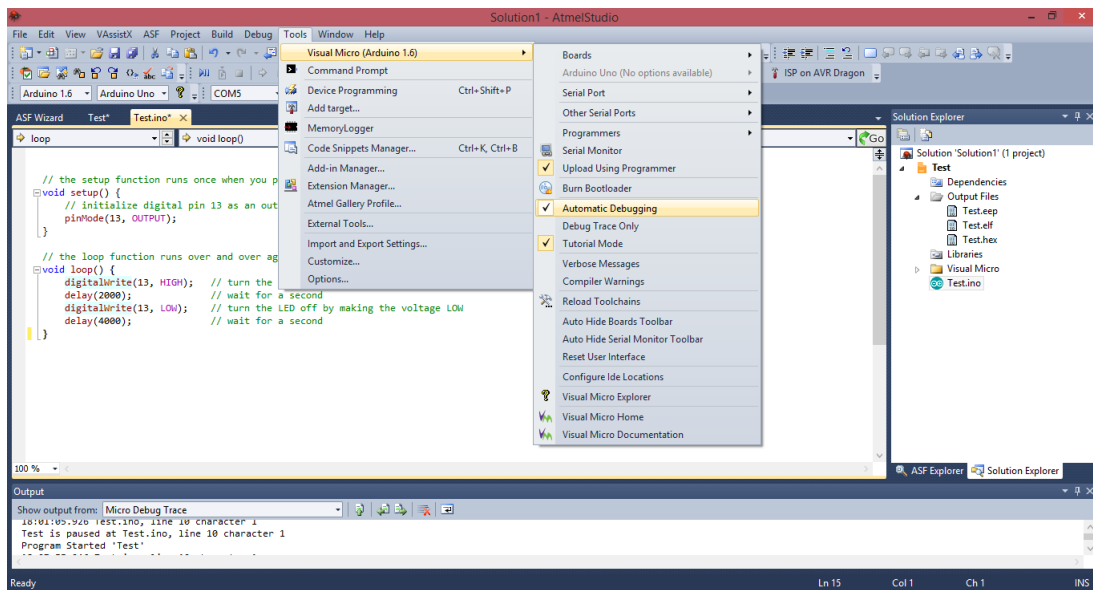 Solution1 - AtmelStudio
File Edit View VAssistX ASF Project Build Debug Tools Window Help
ISP on AVR Dragon
Arduino 1.6 Arduino Uno COM5
ASF Wizard Test* Test.ino* ×
loop void loop() Go
// the setup function runs once when you p
void setup() {
// initialize digital pin 13 as an out
pinMode(13, OUTPUT);
}
// the loop function runs over and over ag
void loop() {
digitalWrite(13, HIGH); // turn the
delay(2000); // wait for a second
digitalWrite(13, LOW); // turn the LED off by making the voltage LOW
delay(4000); // wait for a second
}
100 %
Visual Micro (Arduino 1.6)
Command Prompt
Device Programming Ctrl+Shift+P
Add target...
MemoryLogger
Code Snippets Manager... Ctrl+K, Ctrl+B
Add-in Manager...
Extension Manager...
Atmel Gallery Profile...
External Tools...
Import and Export Settings...
Customize...
Options...
Boards
Arduino Uno (No options available)
Serial Port
Other Serial Ports
Programmers
Serial Monitor
Upload Using Programmer
Burn Bootloader
Automatic Debugging
Debug Trace Only
Tutorial Mode
Verbose Messages
Compiler Warnings
Reload Toolchains
Auto Hide Boards Toolbar
Auto Hide Serial Monitor Toolbar
Reset User Interface
Configure Ide Locations
Visual Micro Explorer
Visual Micro Home
Visual Micro Documentation
Solution Explorer
Solution 'Solution1' (1 project)
Test
Dependencies
Output Files
Test.eep
Test.elf
Test.hex
Libraries
Visual Micro
Test.ino
ASF Explorer Solution Explorer
Output
Show output from: Micro Debug Trace
18:01:05.926 Test.ino, line 10 character 1
Test is paused at Test.ino, line 10 character 1
Program Started 'Test'
Ready Ln 15 Col 1 Ch 1 INS